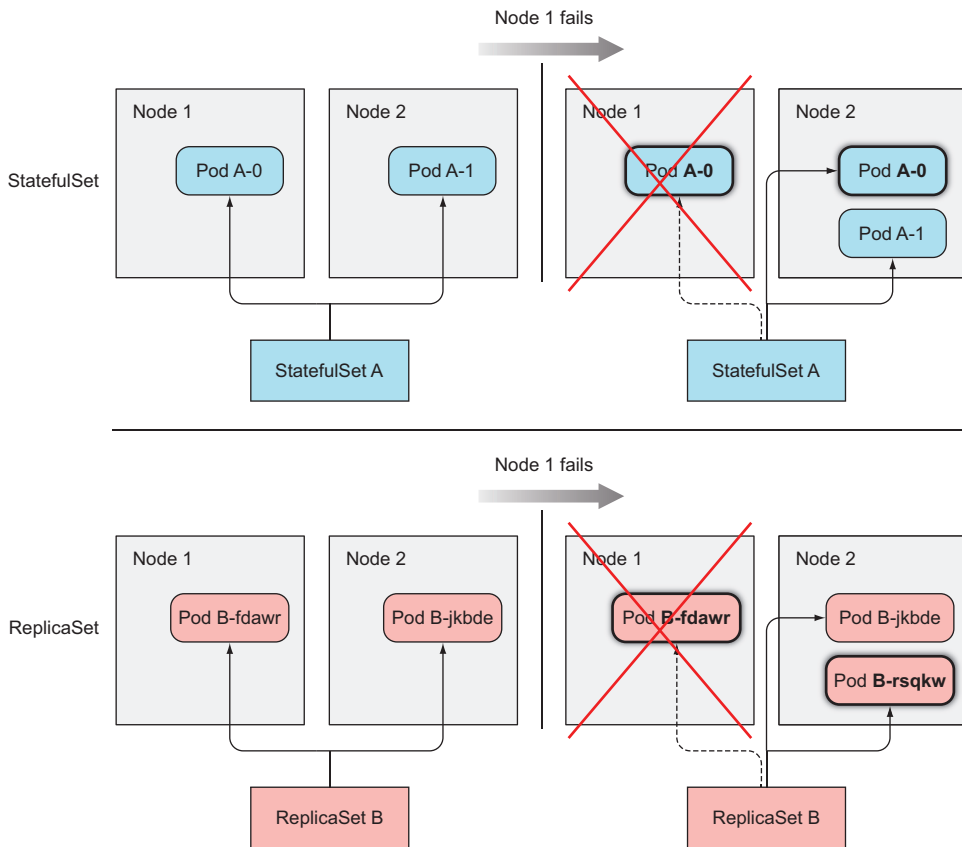 Node 1 fails
StatefulSet
Node 1
Pod A-0
Node 2
Pod A-1
StatefulSet A
Node 1
Pod A-0
Node 2
Pod A-0
Pod A-1
StatefulSet A
Node 1 fails
ReplicaSet
Node 1
Pod B-fdawr
Node 2
Pod B-jkbde
ReplicaSet B
Node 1
Pod B-fdawr
Node 2
Pod B-jkbde
Pod B-rsqkw
ReplicaSet B